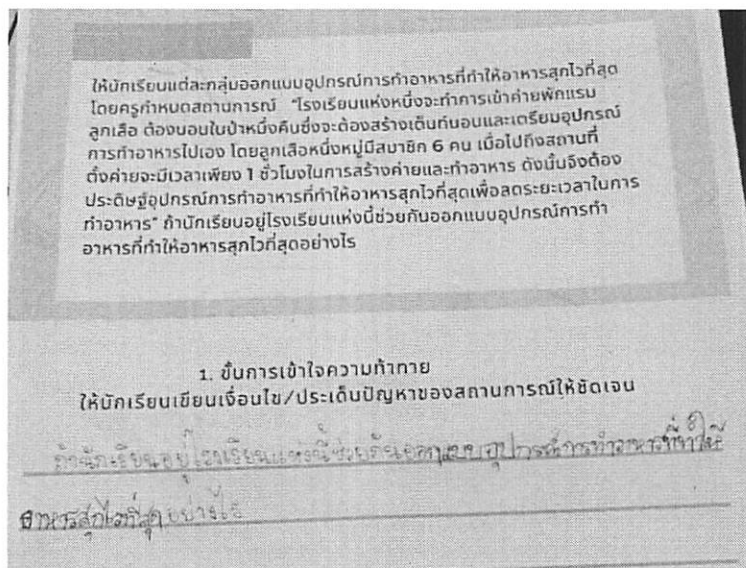 ให้นักเรียนแต่ละกลุ่มออกแบบอุปกรณ์การทำอาหารที่ทำให้อาหารสุกไวที่สุด
โดยครูกำหนดสถานการณ์ "โรงเรียนแห่งหนึ่งจะทำการเข้าค่ายพักแรม
ลูกเสือ ต้องนอนในป่าหนึ่งคืนซึ่งจะต้องสร้างเต็นท์นอนและเตรียมอุปกรณ์
การทำอาหารไปเอง โดยลูกเสือหนึ่งหมู่มีสมาชิก 6 คน เมื่อไปถึงสถานที่
ตั้งค่ายจะมีเวลาเพียง 1 ชั่วโมงในการสร้างค่ายและทำอาหาร ดังนั้นจึงต้อง
ประดิษฐ์อุปกรณ์การทำอาหารที่ทำให้อาหารสุกไวที่สุดเพื่อลดระยะเวลาในการ
ทำอาหาร" ถ้านักเรียนอยู่โรงเรียนแห่งนี้ช่วยกันออกแบบอุปกรณ์การทำ
อาหารที่ทำให้อาหารสุกไวที่สุดอย่างไร
1. ขั้นการเข้าใจความท้าทาย
ให้นักเรียนเขียนเงื่อนไข/ประเด็นปัญหาของสถานการณ์ให้ชัดเจน
ถ้านักเรียนอยู่โรงเรียนแห่งนี้ช่วยกันออกแบบอุปกรณ์การทำอาหารที่ทำให้
อาหารสุกไวที่สุดอย่างไร